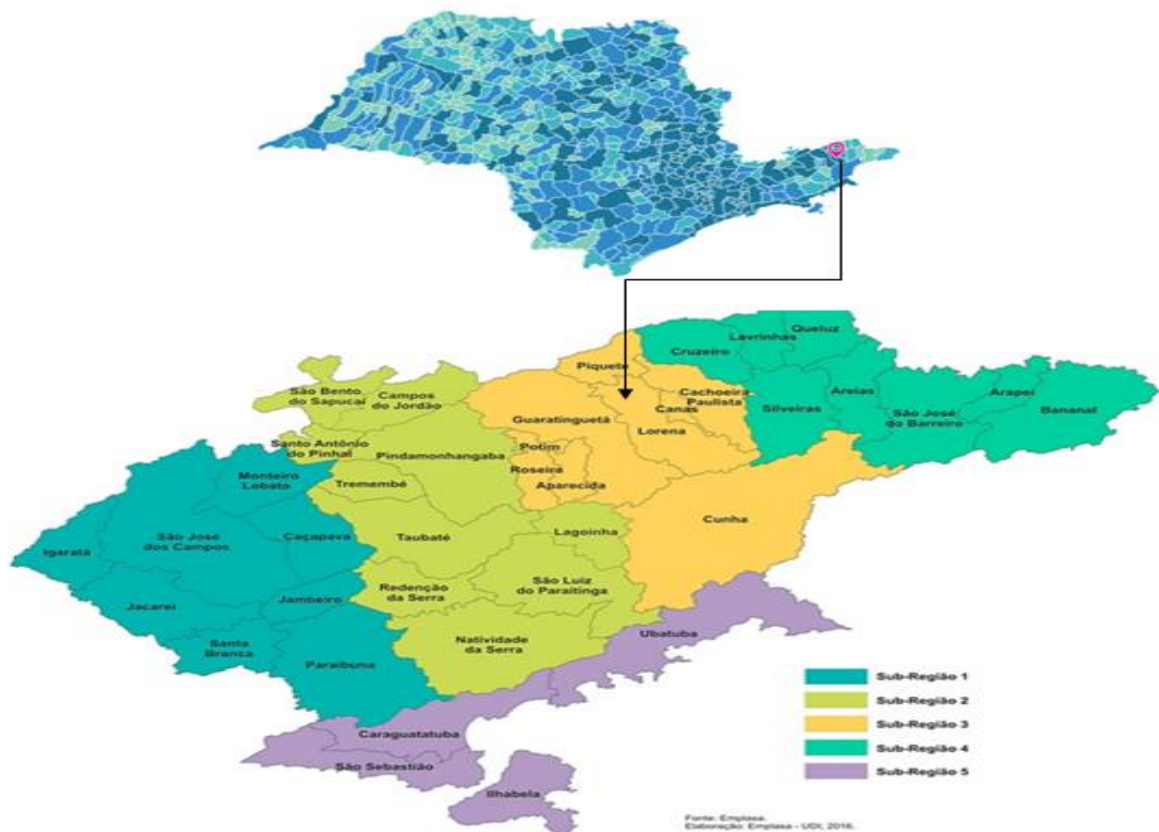 Queluz
Lavrinhas
Cruzeiro
Piquete
Cachoeira
Paulista
Canas
Areias
Arapeí
São Bento
do Sapucaí
Campos
do Jordão
Silveiras
São José
do Barreiro
Bananal
Guaratinguetá
Lorena
Santo Antônio
do Pinhal
Pindamonhangaba
Potim
Roseira
Aparecida
Monteiro
Lobato
Tremembé
Cunha
São José
dos Campos
Caçapava
Taubaté
Lagoinha
Igaratá
Redenção
da Serra
São Luiz
do Paraitinga
Jacareí
Jambeiro
Santa
Branca
Paraibuna
Natividade
da Serra
Ubatuba
Caraguatatuba
São Sebastião
Ilhabela
Sub-Região 1
Sub-Região 2
Sub-Região 3
Sub-Região 4
Sub-Região 5
Fonte: Emplasa.
Elaboração: Emplasa - UDI, 2016.